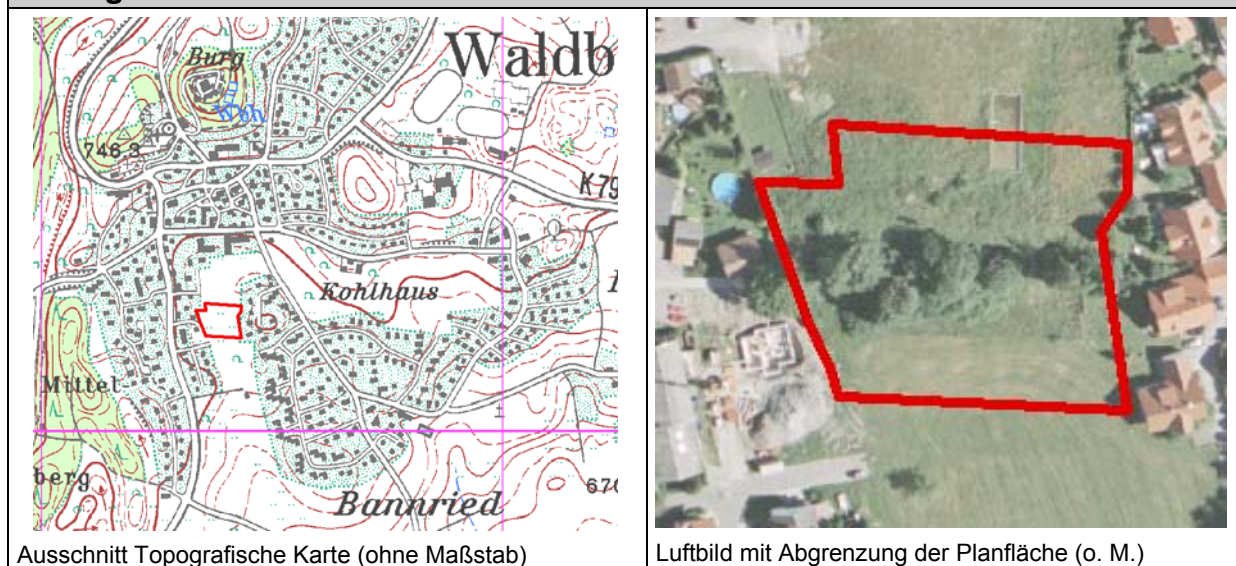 Burg
Waldb
Wbh
746.3
K79
Kohlhaus
Mittel
berg
Bannried
670
Ausschnitt Topografische Karte (ohne Maßstab)
Luftbild mit Abgrenzung der Planfläche (o. M.)